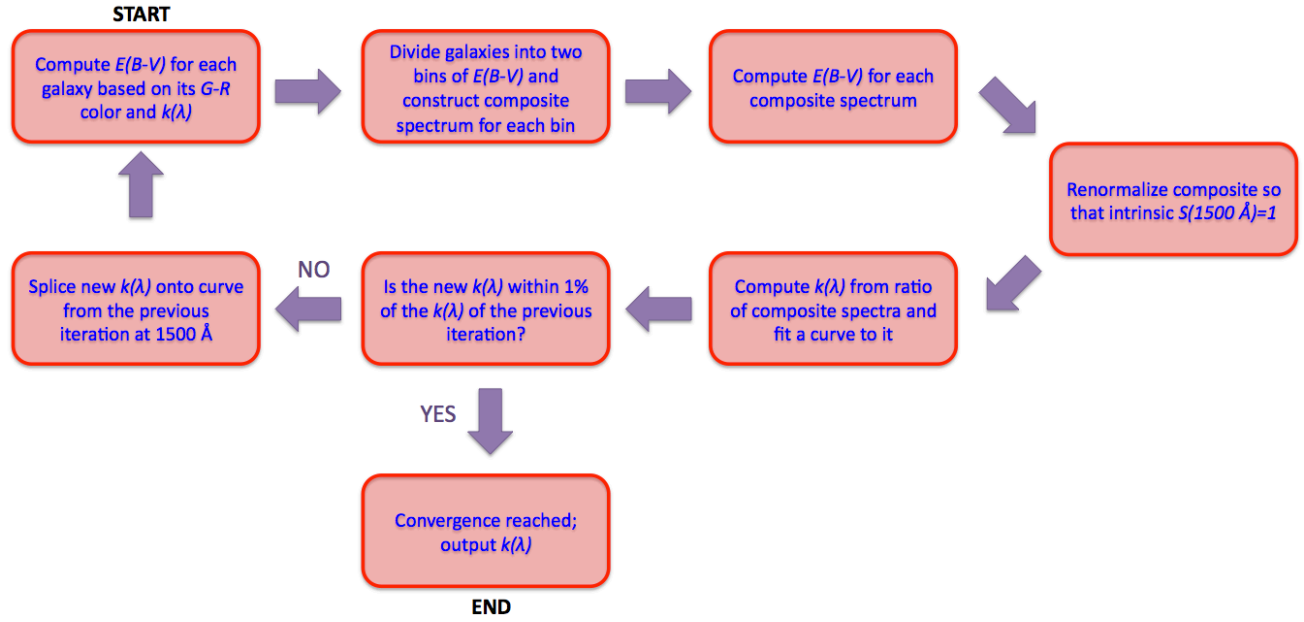 START
Compute E(B-V) for each
galaxy based on its G-R
color and k(λ)
Divide galaxies into two
bins of E(B-V) and
construct composite
spectrum for each bin
Compute E(B-V) for each
composite spectrum
Renormalize composite so
that intrinsic S(1500 Å)=1
Compute k(λ) from ratio
of composite spectra and
fit a curve to it
Is the new k(λ) within 1%
of the k(λ) of the previous
iteration?
NO
Splice new k(λ) onto curve
from the previous
iteration at 1500 Å
YES
Convergence reached;
output k(λ)
END